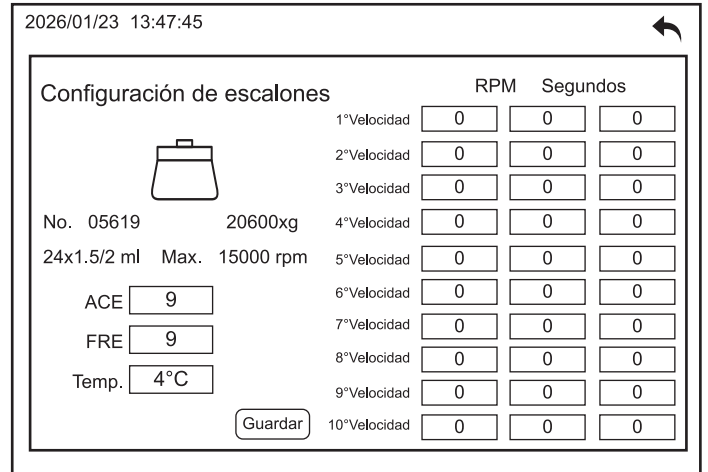 2026/01/23 13:47:45
Configuración de escalones
RPM Segundos
1°Velocidad 0 0 0
2°Velocidad 0 0 0
3°Velocidad 0 0 0
No. 05619 20600xg
4°Velocidad 0 0 0
24x1.5/2 ml Max. 15000 rpm
5°Velocidad 0 0 0
ACE 9
6°Velocidad 0 0 0
FRE 9
7°Velocidad 0 0 0
8°Velocidad 0 0 0
Temp. 4°C
9°Velocidad 0 0 0
Guardar
10°Velocidad 0 0 0